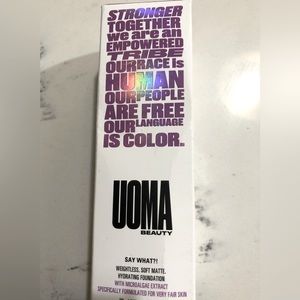 STRONGER
TOGETHER
we are an
EMPOWERED
TRIBE
OUR RACE is
HUMAN
OUR PEOPLE
ARE FREE
OUR LANGUAGE
IS COLOR.
UOMA
BEAUTY
SAY WHAT?!
WEIGHTLESS, SOFT MATTE,
HYDRATING FOUNDATION
WITH MICROALGAE EXTRACT
SPECIFICALLY FORMULATED FOR VERY FAIR SKIN